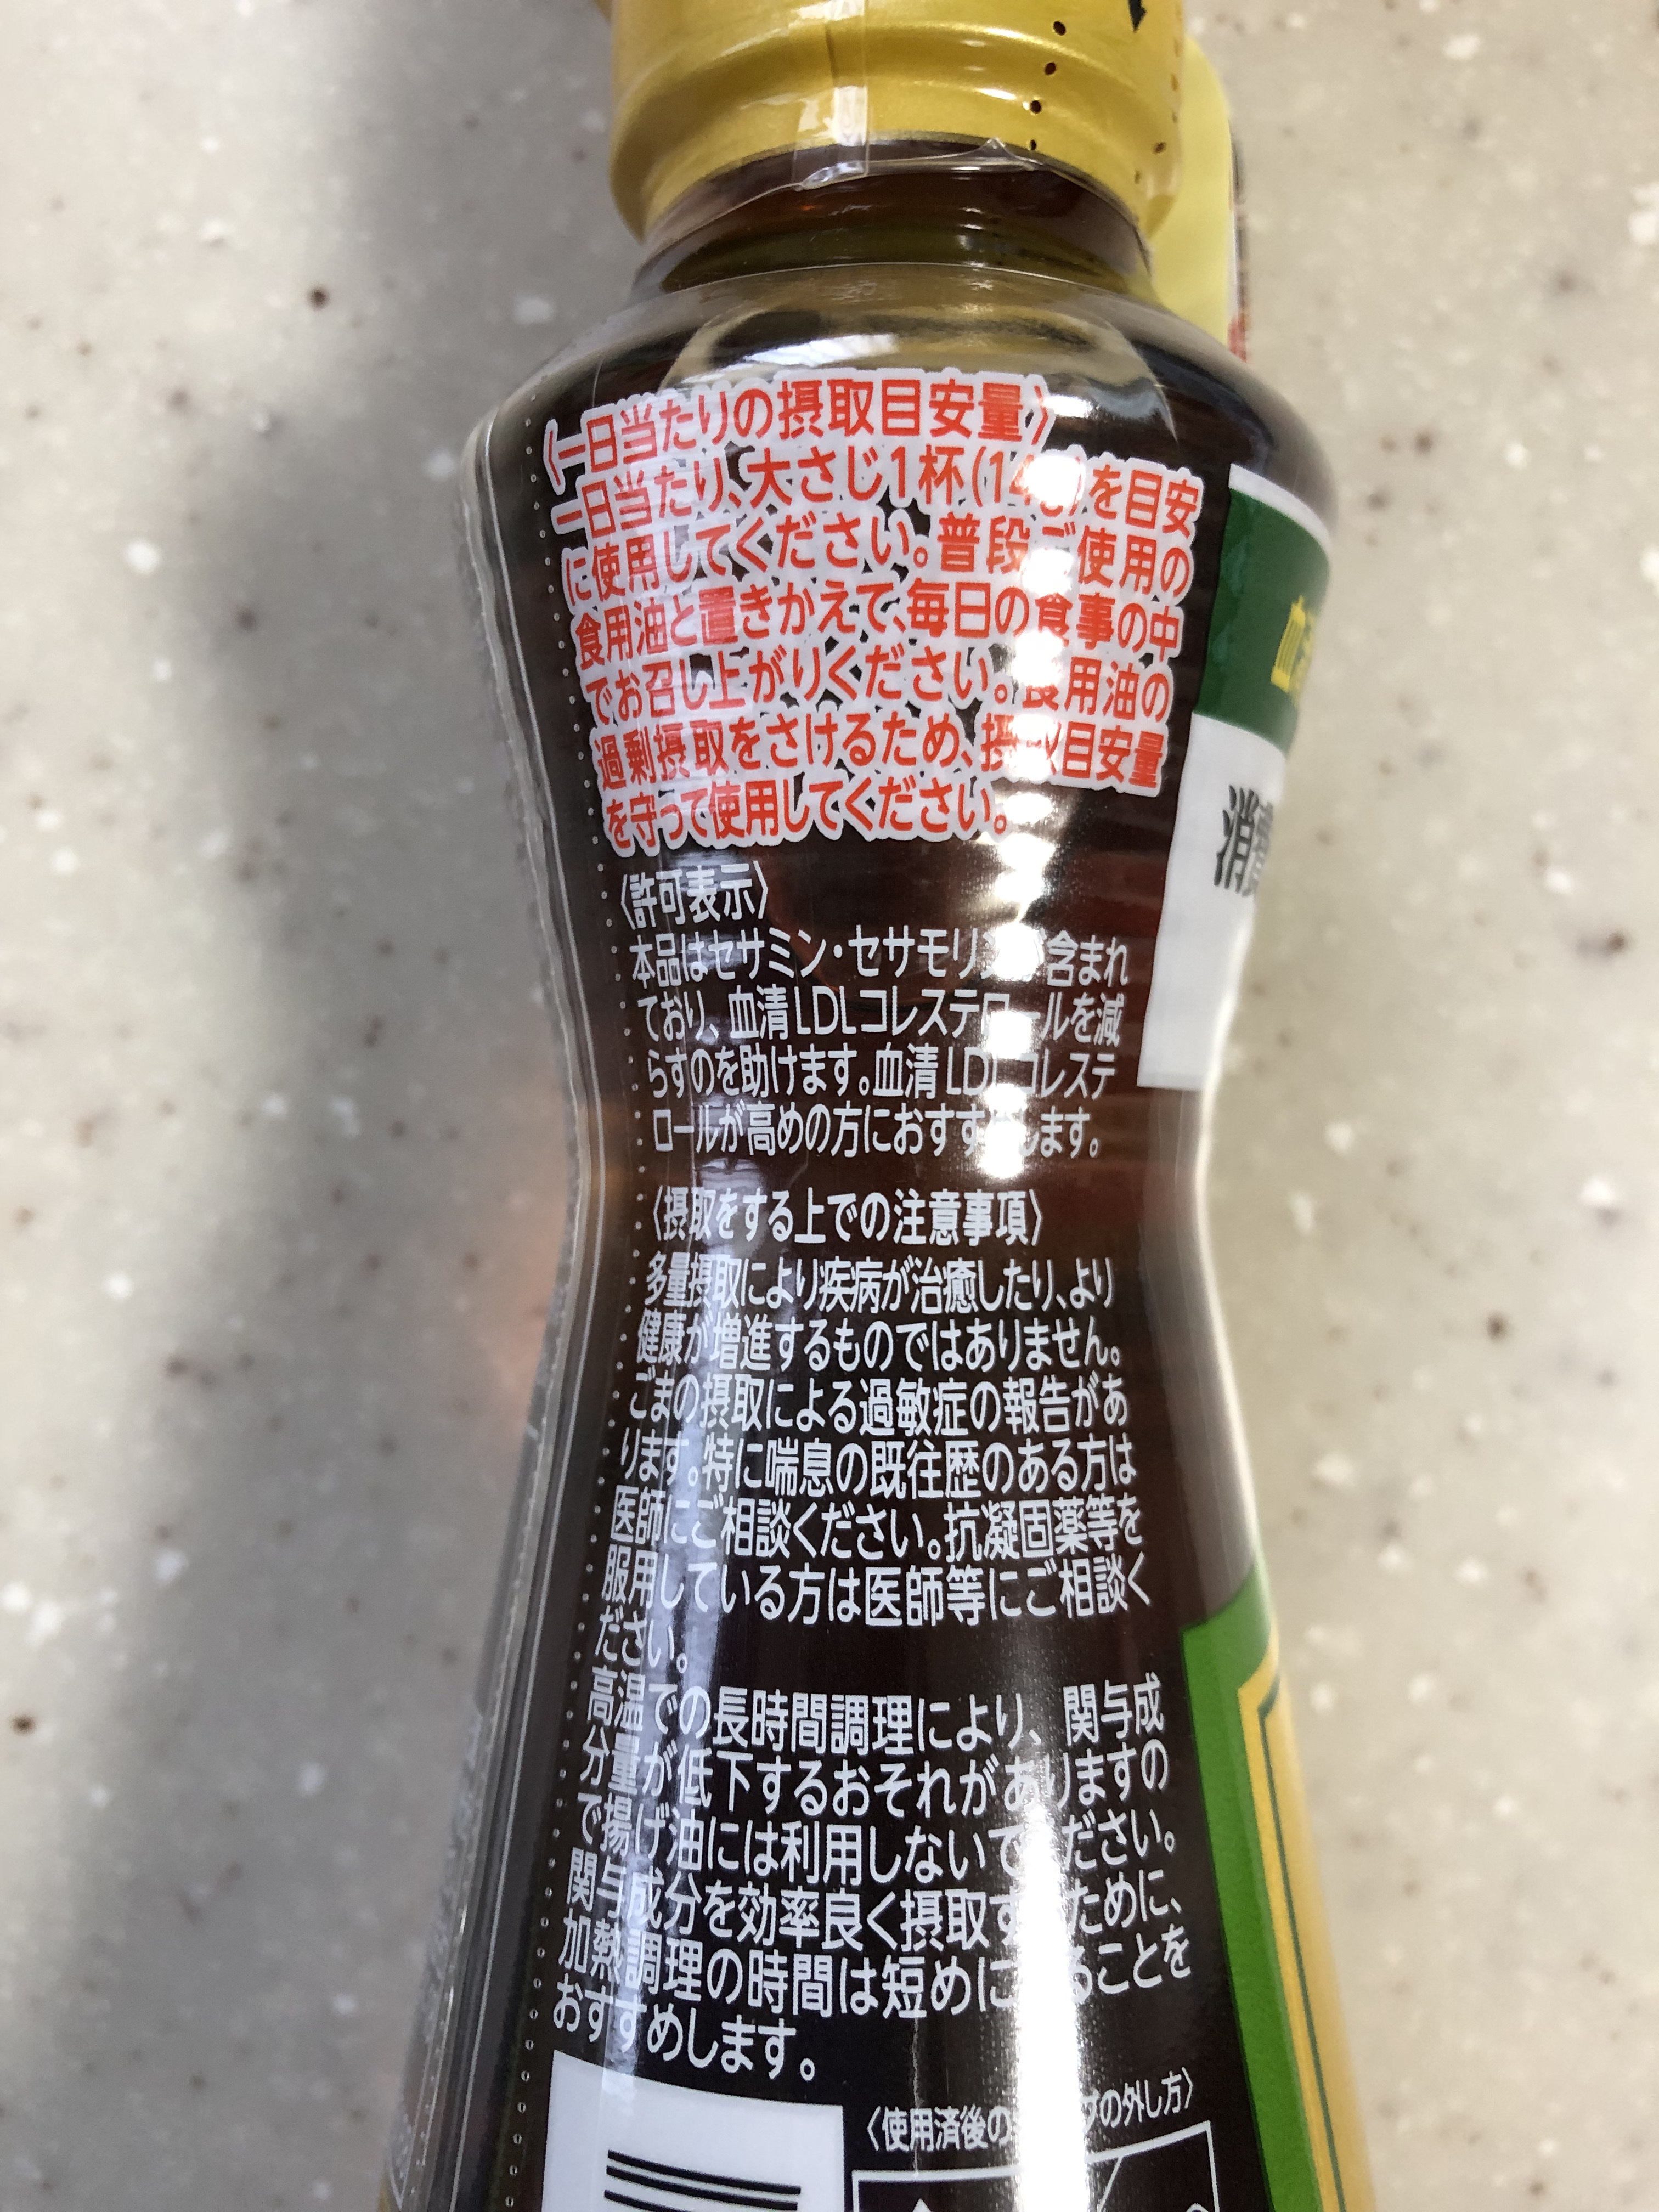 〈一日当たりの摂取目安量〉
一日当たり、大さじ1杯(14g)を目安
に使用してください。普段ご使用の
食用油と置きかえて、毎日の食事の中
でお召し上がりください。食用油の
過剰摂取をさけるため、摂取目安量
を守って使用してください。
〈許可表示〉
本品はセサミン・セサモリンが含まれ
ており、血清LDLコレステロールを減
らすのを助けます。血清LDLコレステ
ロールが高めの方におすすめします。
〈摂取をする上での注意事項〉
多量摂取により疾病が治癒したり、より
健康が増進するものではありません。
ごまの摂取による過敏症の報告があ
ります。特に喘息の既往歴のある方は
医師にご相談ください。抗凝固薬等を
服用している方は医師等にご相談く
ださい。
高温での長時間調理により、関与成
分量が低下するおそれがありますの
で揚げ油には利用しないでください。
関与成分を効率良く摂取するために、
加熱調理の時間は短めにすることを
おすすめします。
〈使用済後のキャップの外し方〉
血
消費